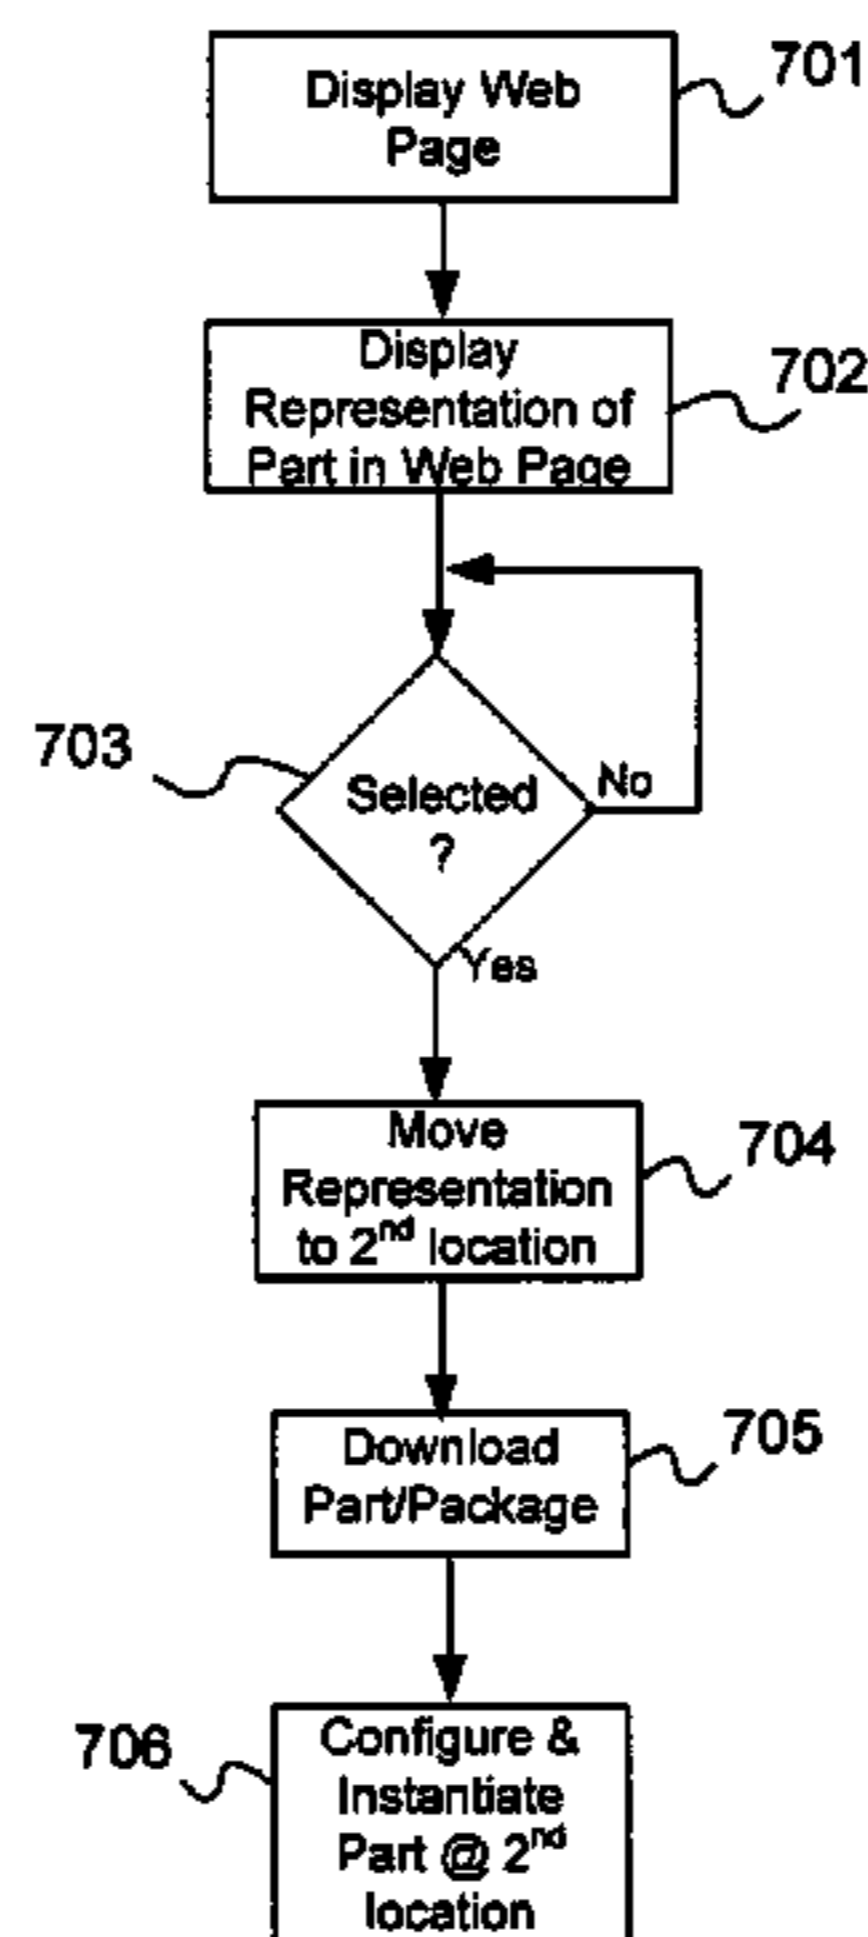 Display Web
Page
701
Display
Representation of
Part in Web Page
702
703
Selected
?
No
Yes
Move
Representation
to 2nd location
704
Download
Part/Package
705
706
Configure &
Instantiate
Part @ 2nd
location